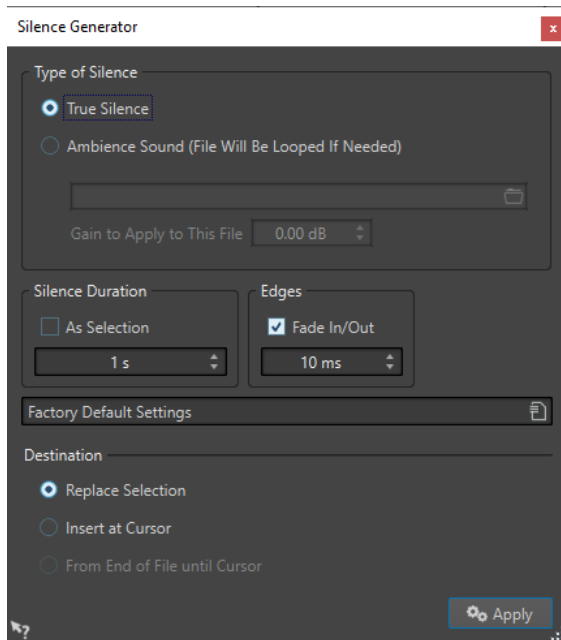 Silence Generator
x
Type of Silence
True Silence
Ambience Sound (File Will Be Looped If Needed)
Gain to Apply to This File 0.00 dB
Silence Duration
As Selection
1 s
Edges
Fade In/Out
10 ms
Factory Default Settings
Destination
Replace Selection
Insert at Cursor
From End of File until Cursor
Apply
?